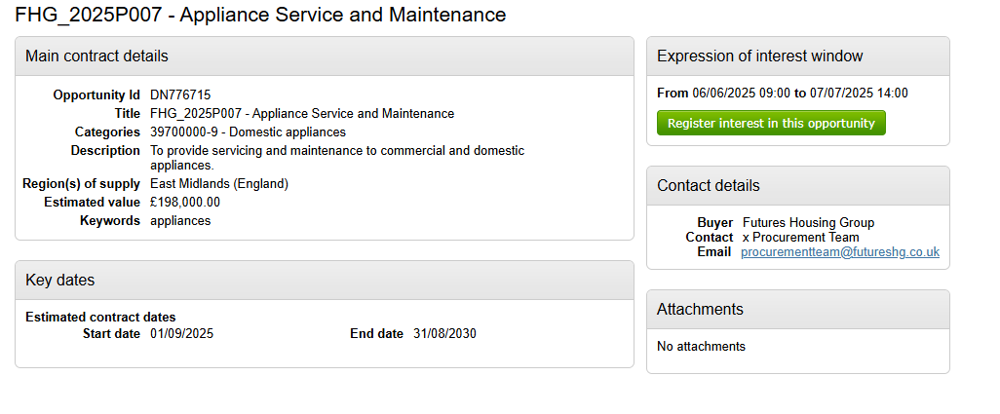 FHG_2025P007 - Appliance Service and Maintenance
Main contract details
Opportunity Id DN776715
Title FHG_2025P007 - Appliance Service and Maintenance
Categories 39700000-9 - Domestic appliances
Description To provide servicing and maintenance to commercial and domestic
appliances.
Region(s) of supply East Midlands (England)
Estimated value £198,000.00
Keywords appliances
Key dates
Estimated contract dates
Start date 01/09/2025 End date 31/08/2030
Expression of interest window
From 06/06/2025 09:00 to 07/07/2025 14:00
Register interest in this opportunity
Contact details
Buyer Futures Housing Group
Contact x Procurement Team
Email procurementteam@futureshg.co.uk
Attachments
No attachments